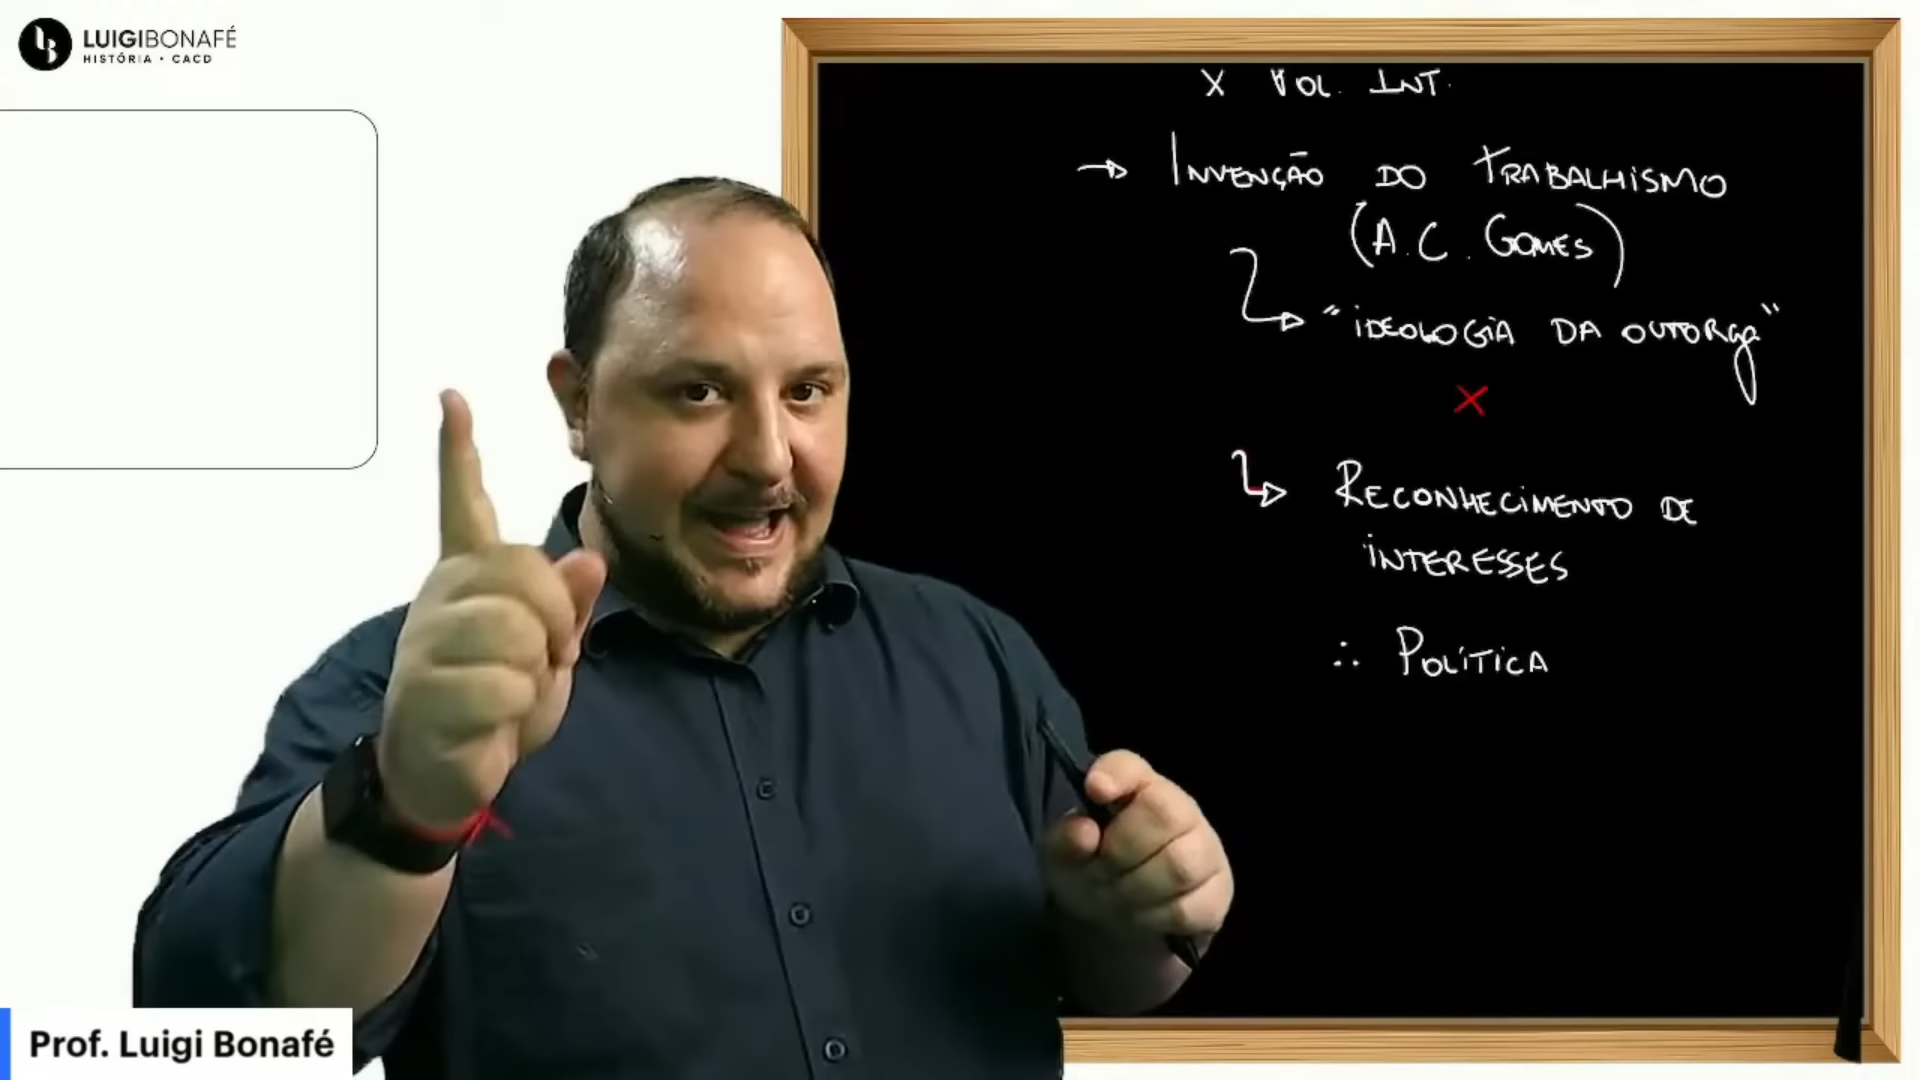 LUIGIBONAFÉ
HISTÓRIA • CACD
X VOL. INT.
→ INVENÇÃO DO TRABALHISMO
(A.C. GOMES)
"IDEOLOGIA DA OUTORGA"
X
RECONHECIMENTO DE
INTERESSES
∴ POLÍTICA
Prof. Luigi Bonafé